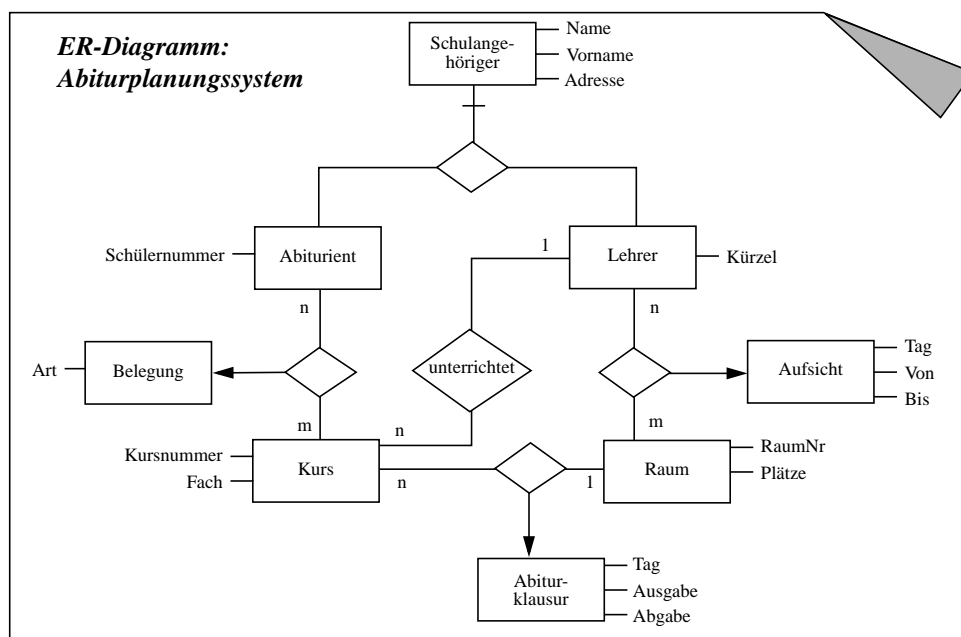 ER-Diagramm:
Abiturplanungssystem
Schulange-
höriger
Name
Vorname
Adresse
Schülernummer
Abiturient
Lehrer
Kürzel
1
n
n
Art
Belegung
unterrichtet
Aufsicht
Tag
Von
Bis
m
n
m
Kursnummer
Fach
Kurs
n
1
Raum
RaumNr
Plätze
Abitur-
klausur
Tag
Ausgabe
Abgabe